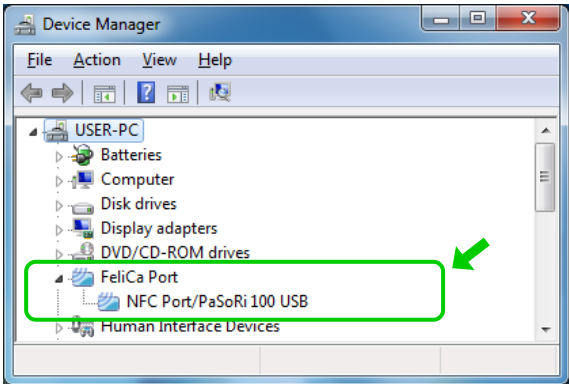 Device Manager
File Action View Help
USER-PC
Batteries
Computer
Disk drives
Display adapters
DVD/CD-ROM drives
FeliCa Port
NFC Port/PaSoRi 100 USB
Human Interface Devices